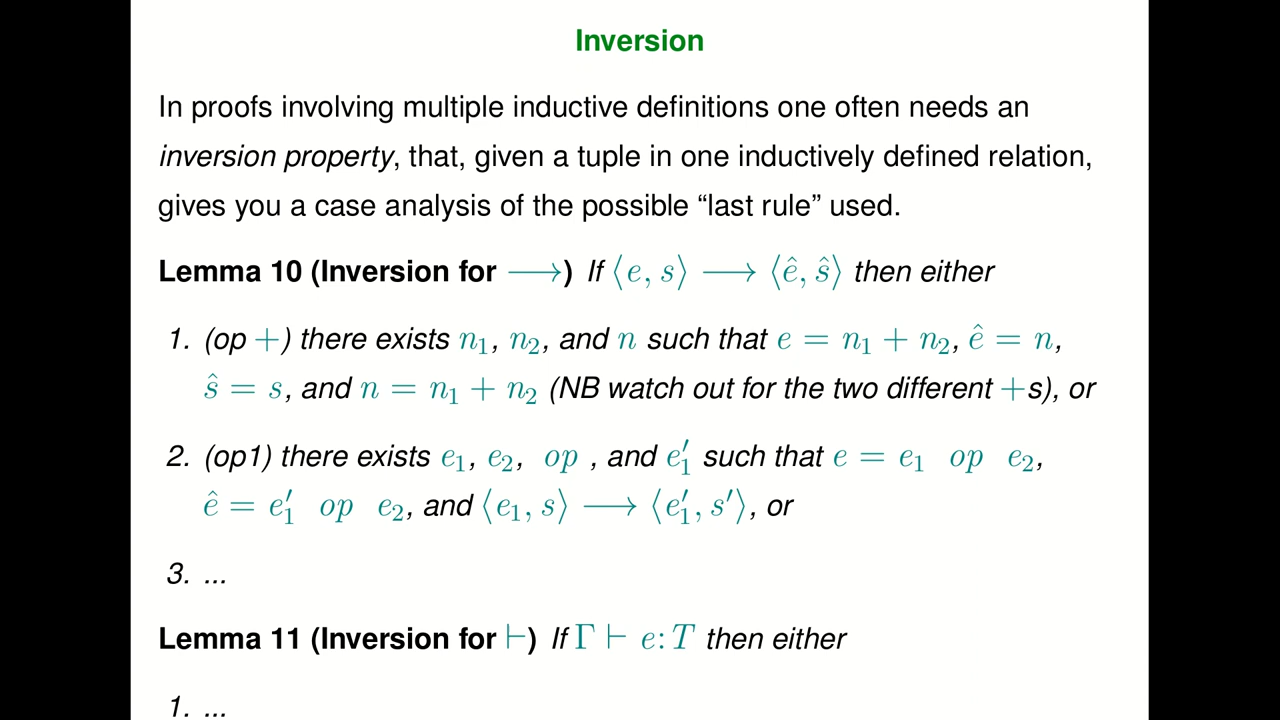 Inversion
In proofs involving multiple inductive definitions one often needs an
inversion property, that, given a tuple in one inductively defined relation,
gives you a case analysis of the possible “last rule” used.
Lemma 10 (Inversion for ⟶) If ⟨e, s⟩ ⟶ ⟨ê, ŝ⟩ then either
1. (op +) there exists n₁, n₂, and n such that e = n₁ + n₂, ê = n,
ŝ = s, and n = n₁ + n₂ (NB watch out for the two different +s), or
2. (op1) there exists e₁, e₂, op , and e₁′ such that e = e₁ op e₂,
ê = e₁′ op e₂, and ⟨e₁, s⟩ ⟶ ⟨e₁′, s′⟩, or
3. ...
Lemma 11 (Inversion for ⊢) If Γ ⊢ e:T then either
1. ...